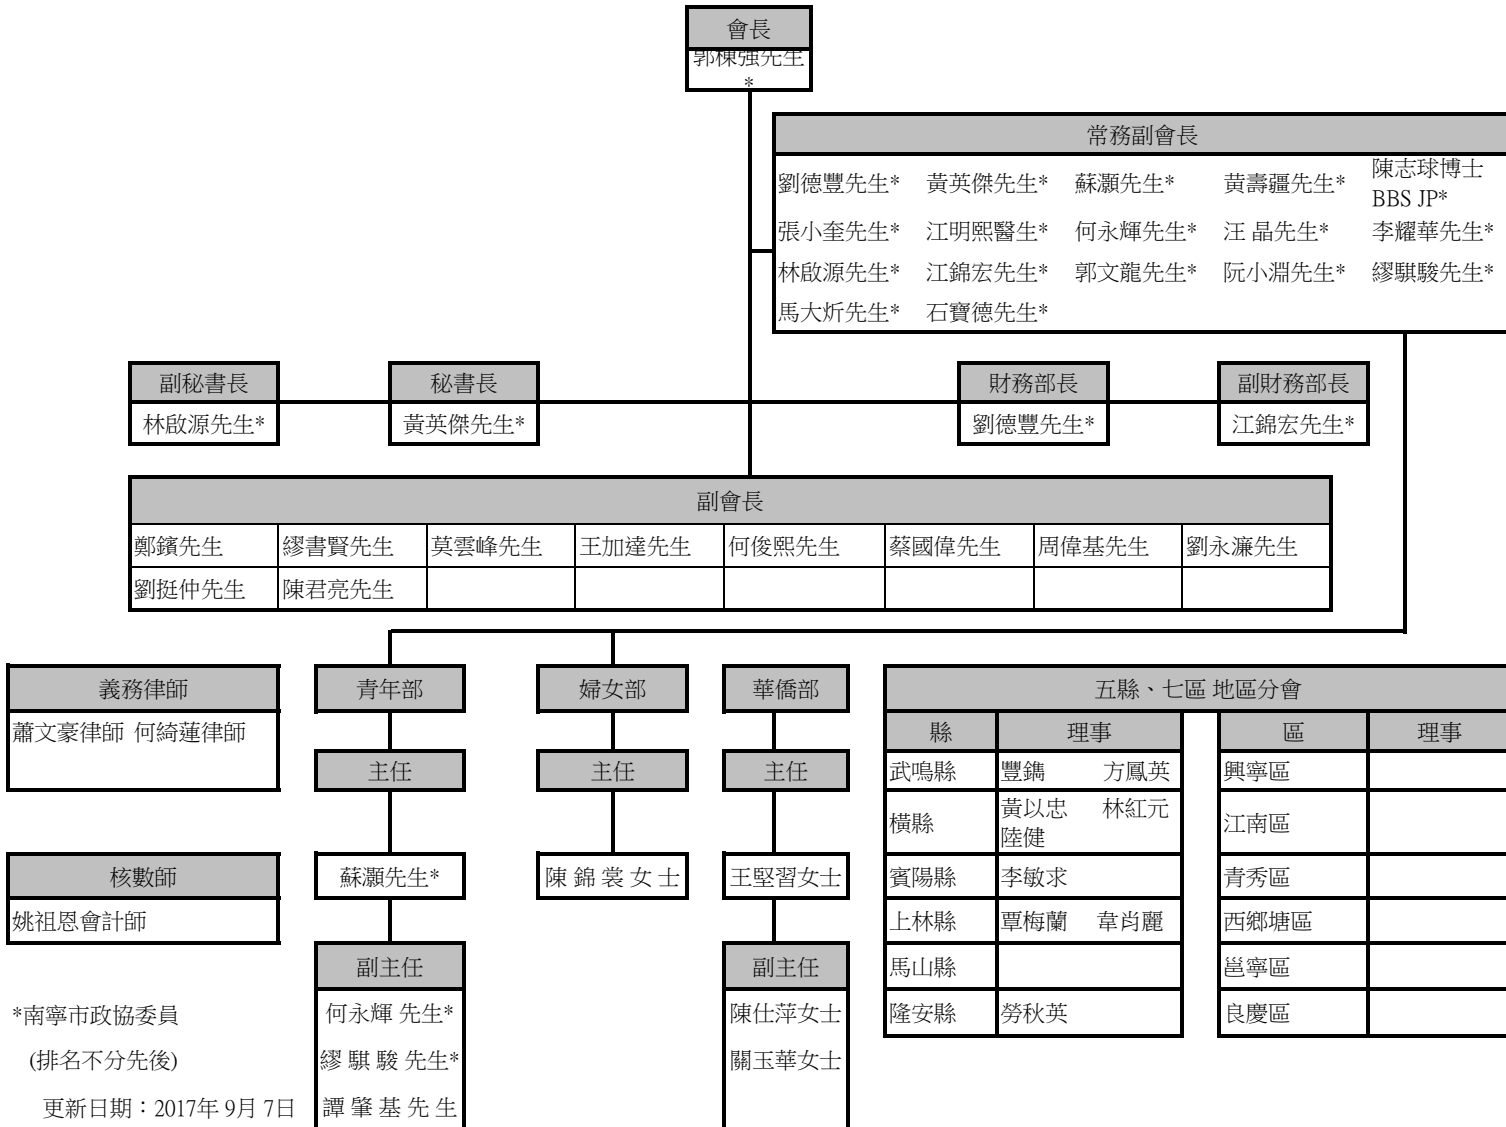 會長
郭棟強先生
*
常務副會長
劉德豐先生* 黃英傑先生* 蘇灝先生* 黄壽疆先生* 陳志球博士 BBS JP*
張小奎先生* 江明熙醫生* 何永輝先生* 汪 晶先生* 李耀華先生*
林啟源先生* 江錦宏先生* 郭文龍先生* 阮小淵先生* 繆騏駿先生*
馬大炘先生* 石寶德先生*
副秘書長 秘書長 財務部長 副財務部長
林啟源先生* 黃英傑先生* 劉德豐先生* 江錦宏先生*
副會長
鄭鑌先生 繆書賢先生 莫雲峰先生 王加達先生 何俊熙先生 蔡國偉先生 周偉基先生 劉永濂先生
劉挺仲先生 陳君亮先生
義務律師
蕭文豪律師 何綺蓮律師
核數師
姚祖恩會計師
青年部
主任
蘇灝先生*
副主任
何永輝 先生*
繆 騏 駿 先生*
譚 肇 基 先 生
婦女部
主任
陳 錦 裳 女 士
華僑部
主任
王堅習女士
副主任
陳仕萍女士
關玉華女士
五縣、七區 地區分會
縣 理事
武鳴縣 豐鐫 方鳳英
橫縣 黃以忠 林紅元
陸健
賓陽縣 李敏求
上林縣 覃梅蘭 韋肖麗
馬山縣
隆安縣 勞秋英
區 理事
興寧區
江南區
青秀區
西鄉塘區
邕寧區
良慶區
*南寧市政協委員
(排名不分先後)
更新日期：2017年 9月 7日